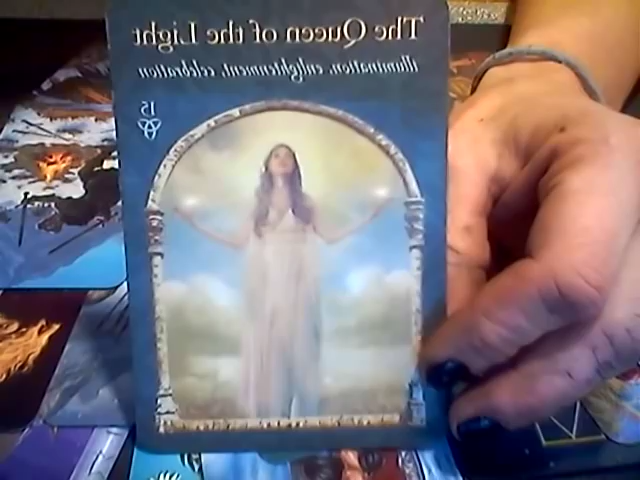 The Queen of the Light
illumination, enlightenment, celebration
15